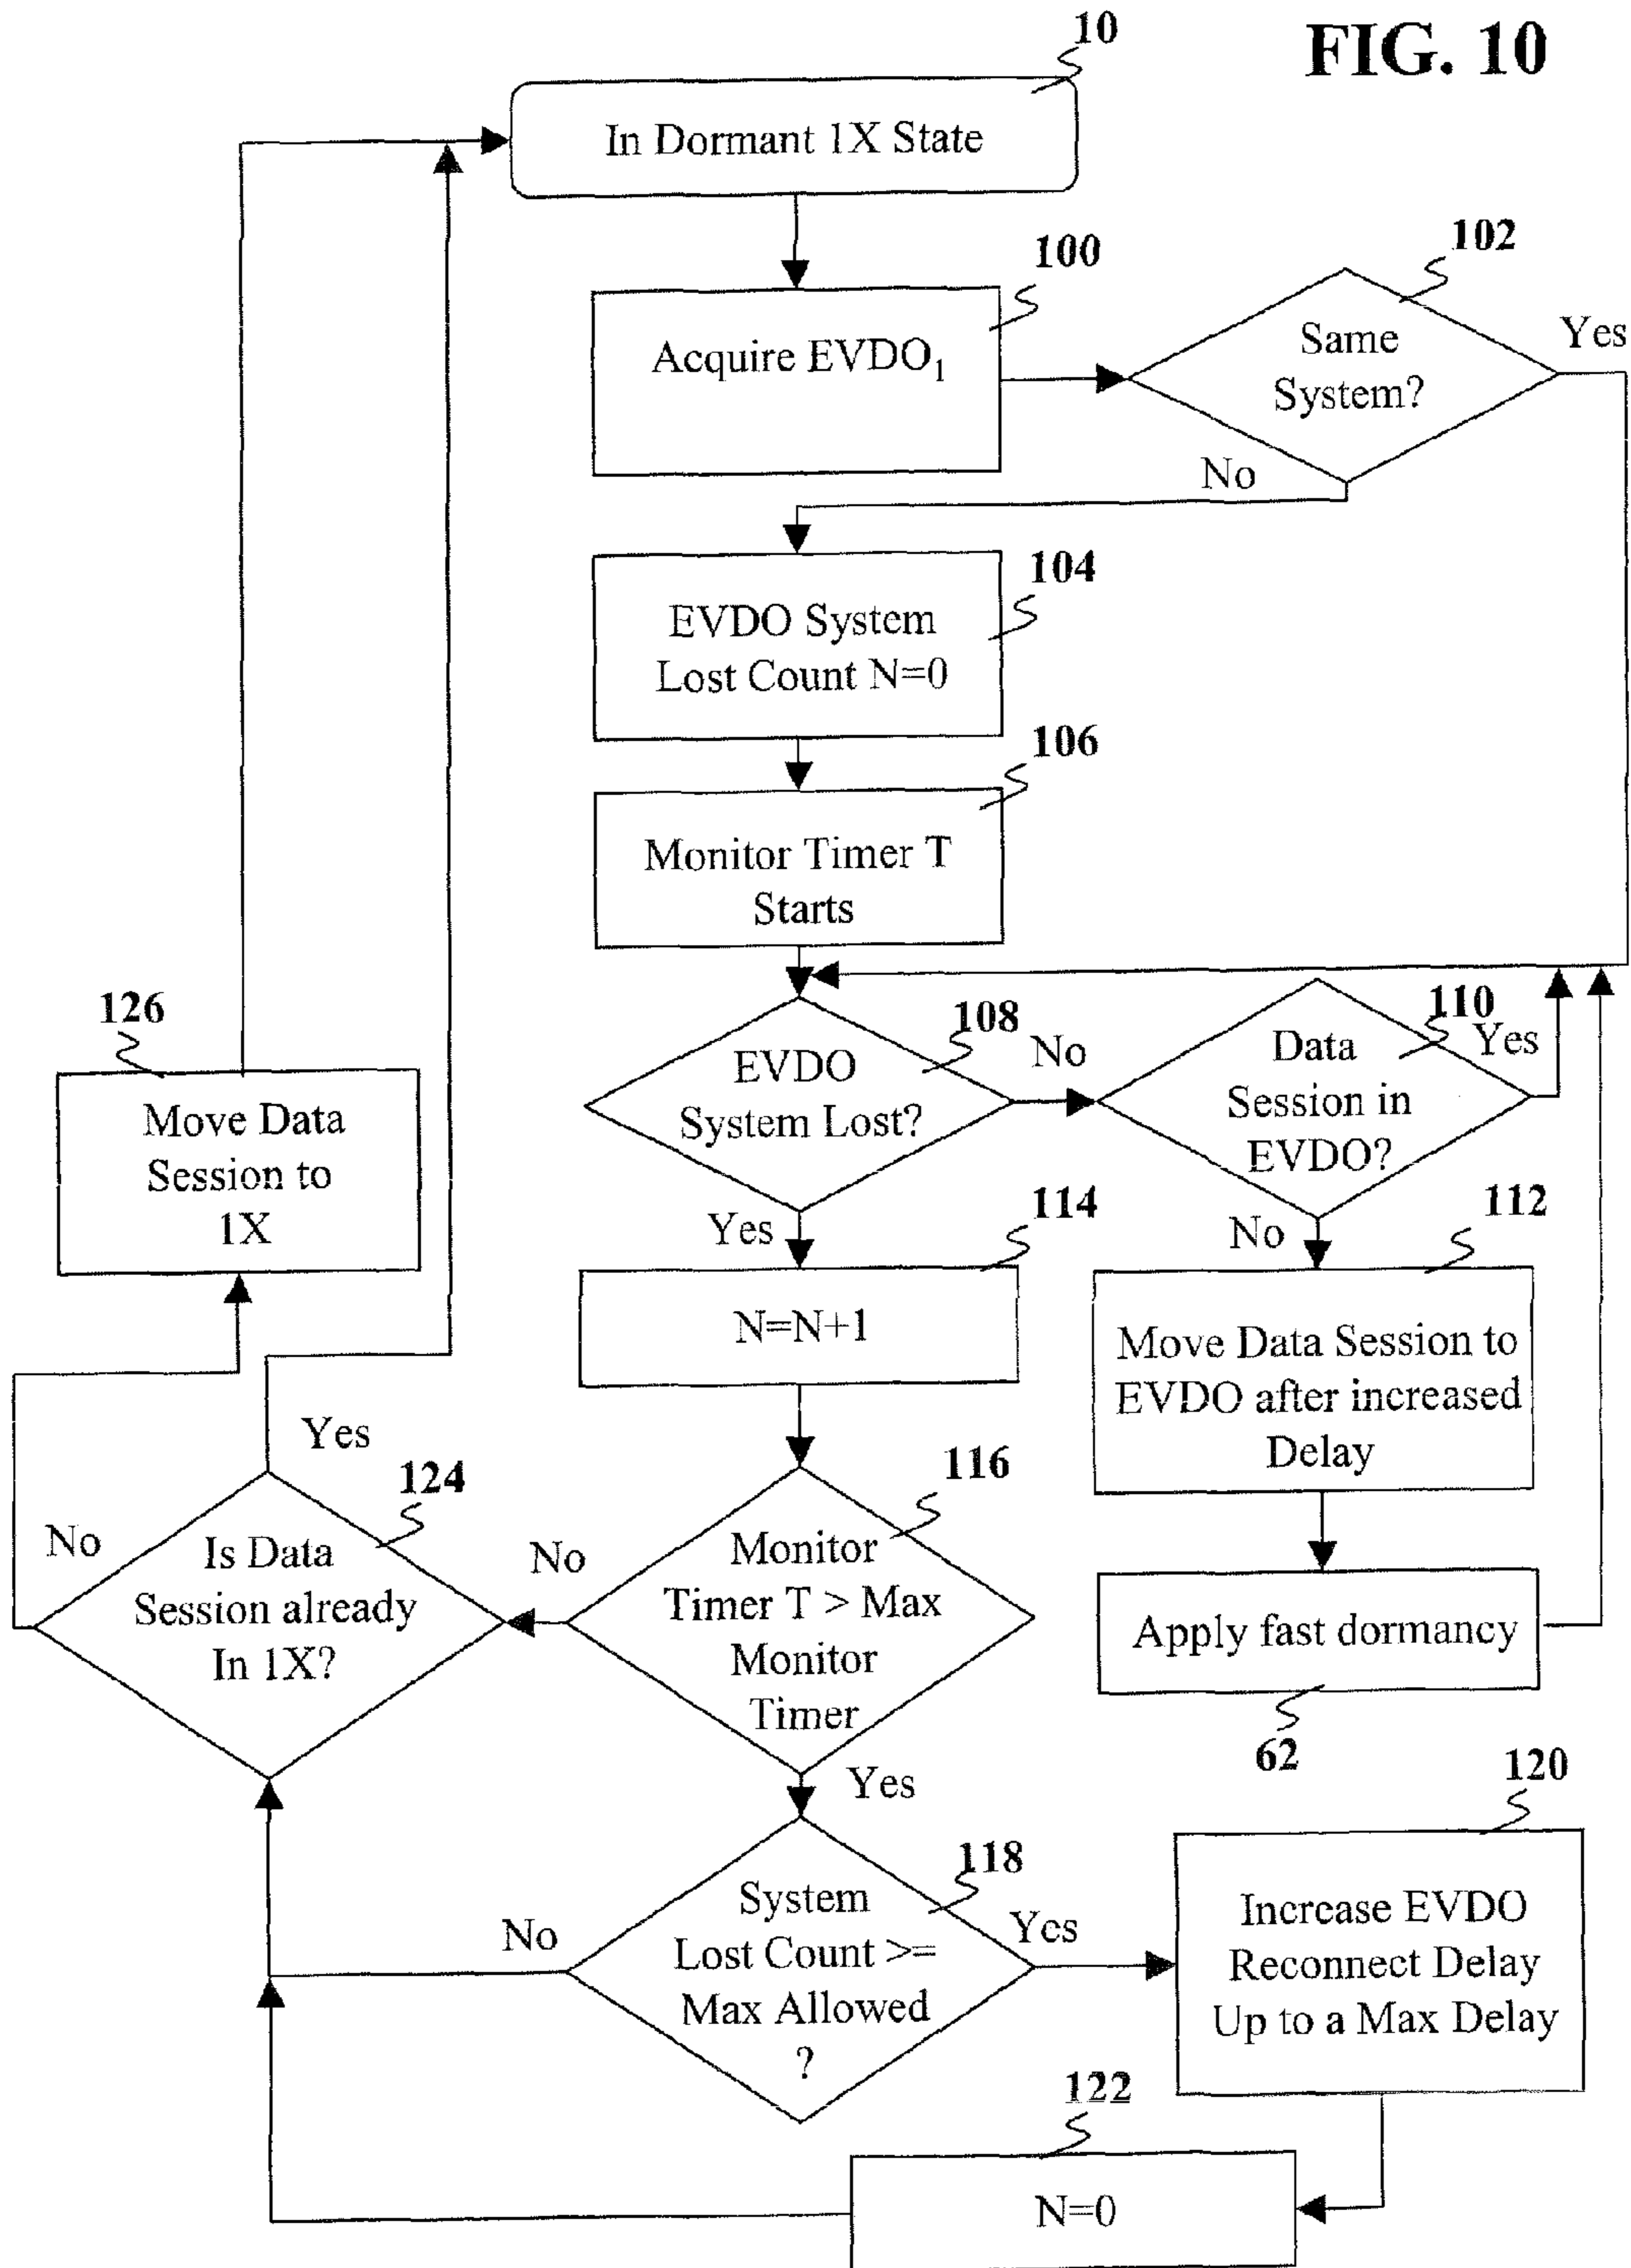 FIG. 10
10
In Dormant 1X State
100
Acquire EVDO1
102
Same
System?
Yes
No
104
EVDO System
Lost Count N=0
106
Monitor Timer T
Starts
108
EVDO
System Lost?
No
Yes
110
Data
Session in
EVDO?
Yes
No
112
Move Data Session to
EVDO after increased
Delay
Apply fast dormancy
62
114
N=N+1
116
Monitor
Timer T > Max
Monitor
Timer
No
Yes
118
System
Lost Count >=
Max Allowed
?
No
Yes
120
Increase EVDO
Reconnect Delay
Up to a Max Delay
122
N=0
124
Is Data
Session already
In 1X?
Yes
No
126
Move Data
Session to
1X